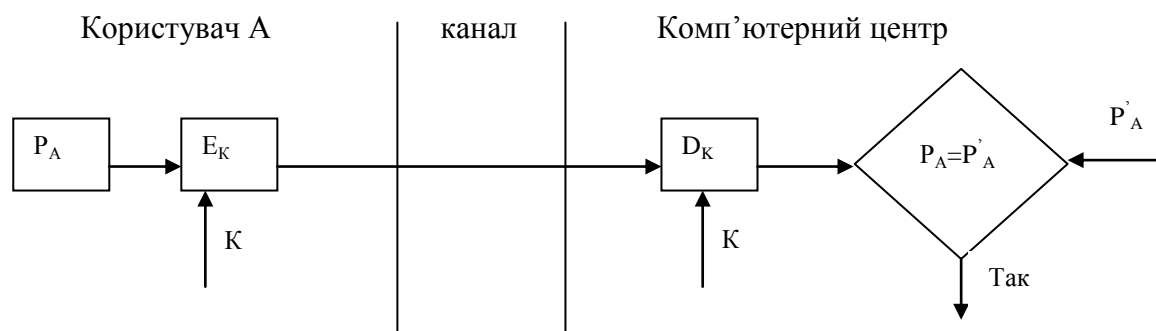 Користувач А
канал
Комп’ютерний центр
P_A
E_K
D_K
P_A=P’_A
P’_A
К
К
Так